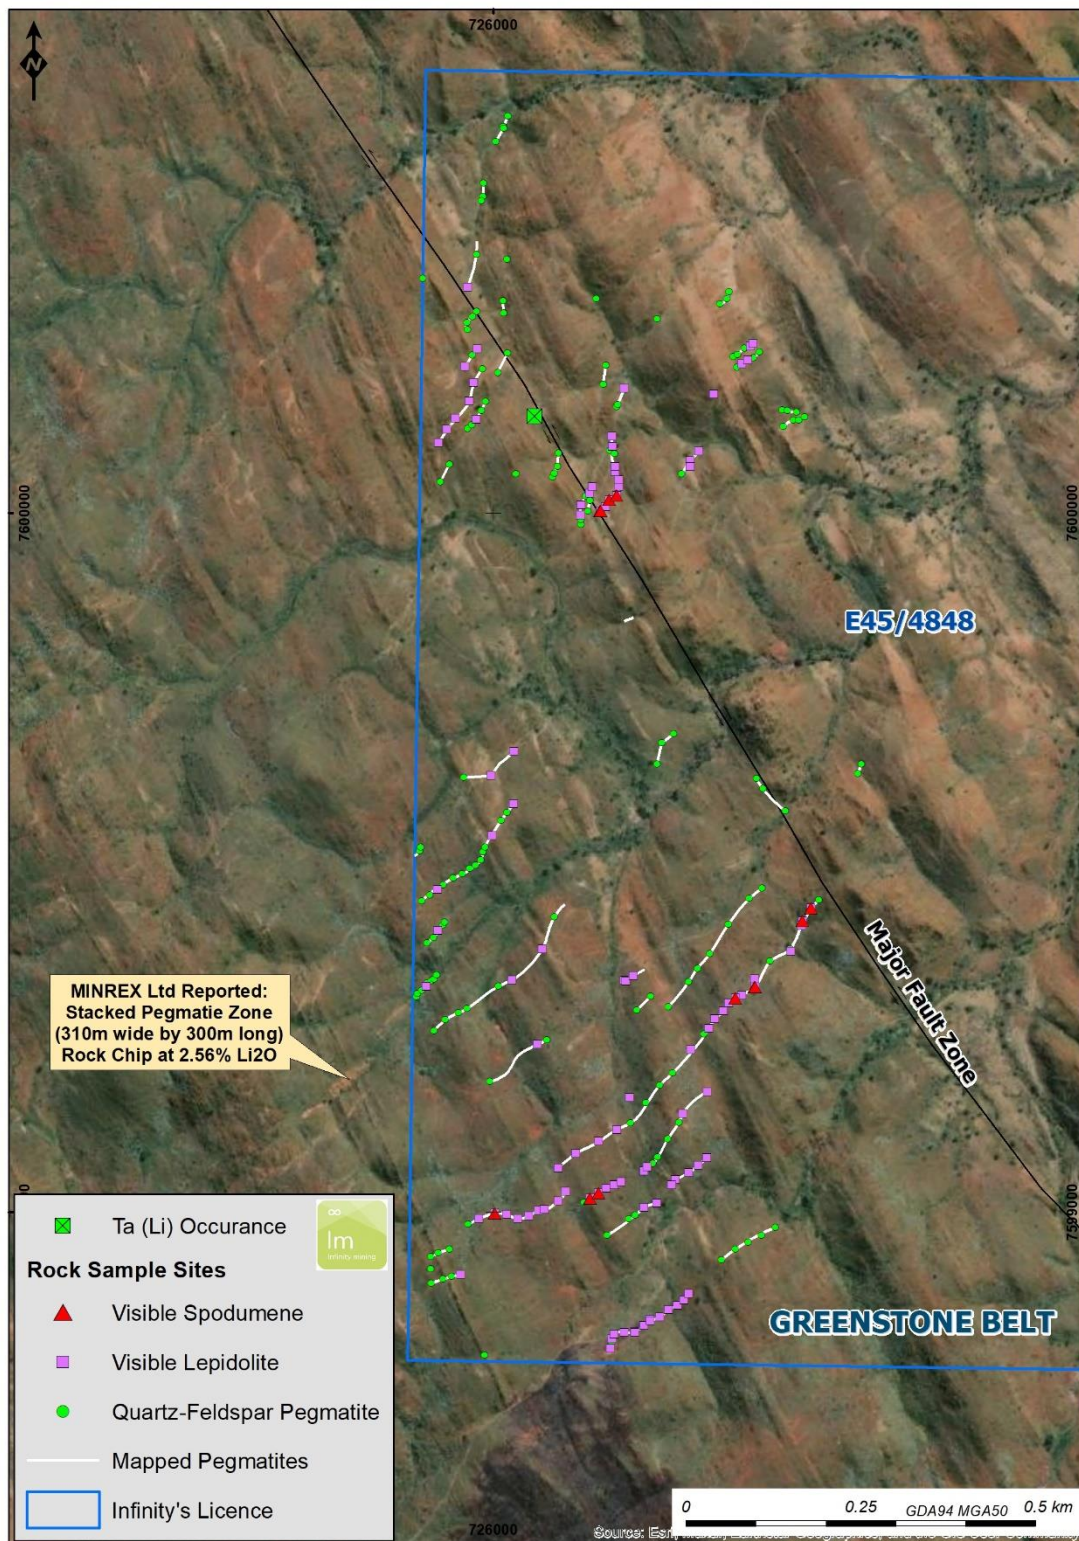 726000
N
7600000
7600000
E45/4848
Major Fault Zone
MINREX Ltd Reported:
Stacked Pegmatie Zone
(310m wide by 300m long)
Rock Chip at 2.56% Li2O
7599000
GREENSTONE BELT
Ta (Li) Occurance
∞
Im
Infinity mining
Rock Sample Sites
Visible Spodumene
Visible Lepidolite
Quartz-Feldspar Pegmatite
Mapped Pegmatites
Infinity's Licence
726000
0 0.25 0.5 km
GDA94 MGA50